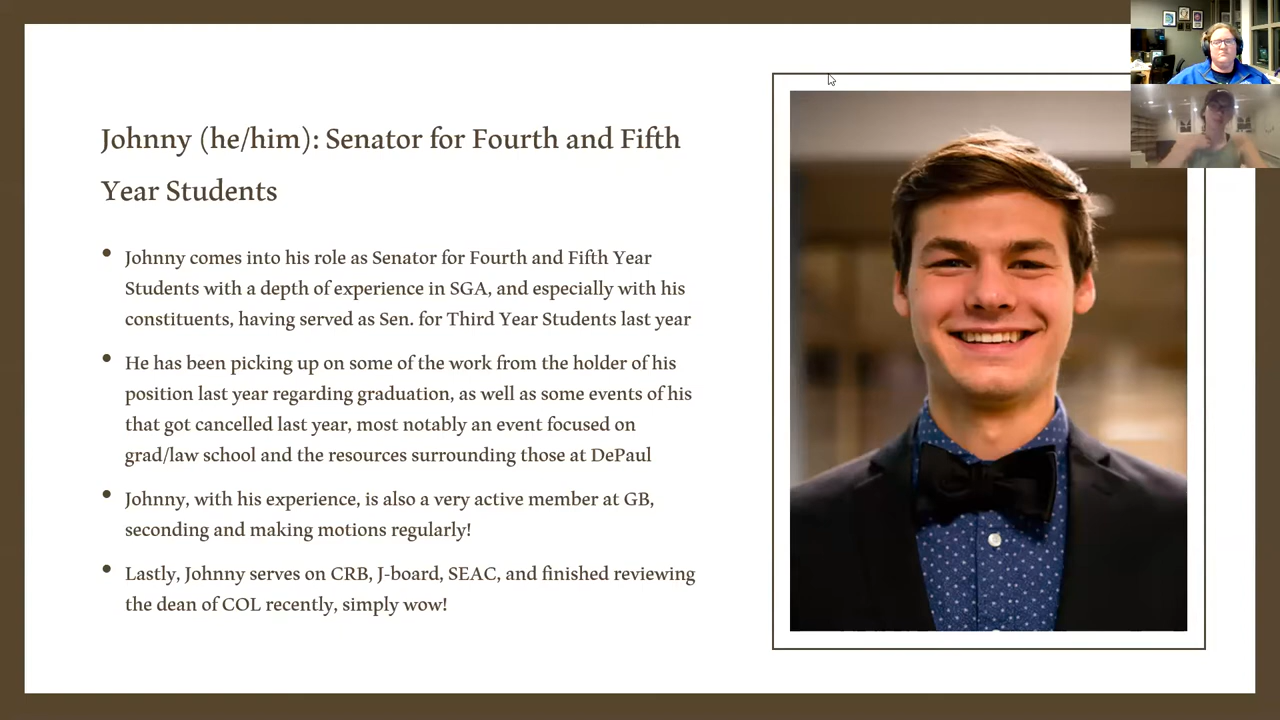 Johnny (he/him): Senator for Fourth and Fifth
Year Students
• Johnny comes into his role as Senator for Fourth and Fifth Year
Students with a depth of experience in SGA, and especially with his
constituents, having served as Sen. for Third Year Students last year
• He has been picking up on some of the work from the holder of his
position last year regarding graduation, as well as some events of his
that got cancelled last year, most notably an event focused on
grad/law school and the resources surrounding those at DePaul
• Johnny, with his experience, is also a very active member at GB,
seconding and making motions regularly!
• Lastly, Johnny serves on CRB, J-board, SEAC, and finished reviewing
the dean of COL recently, simply wow!